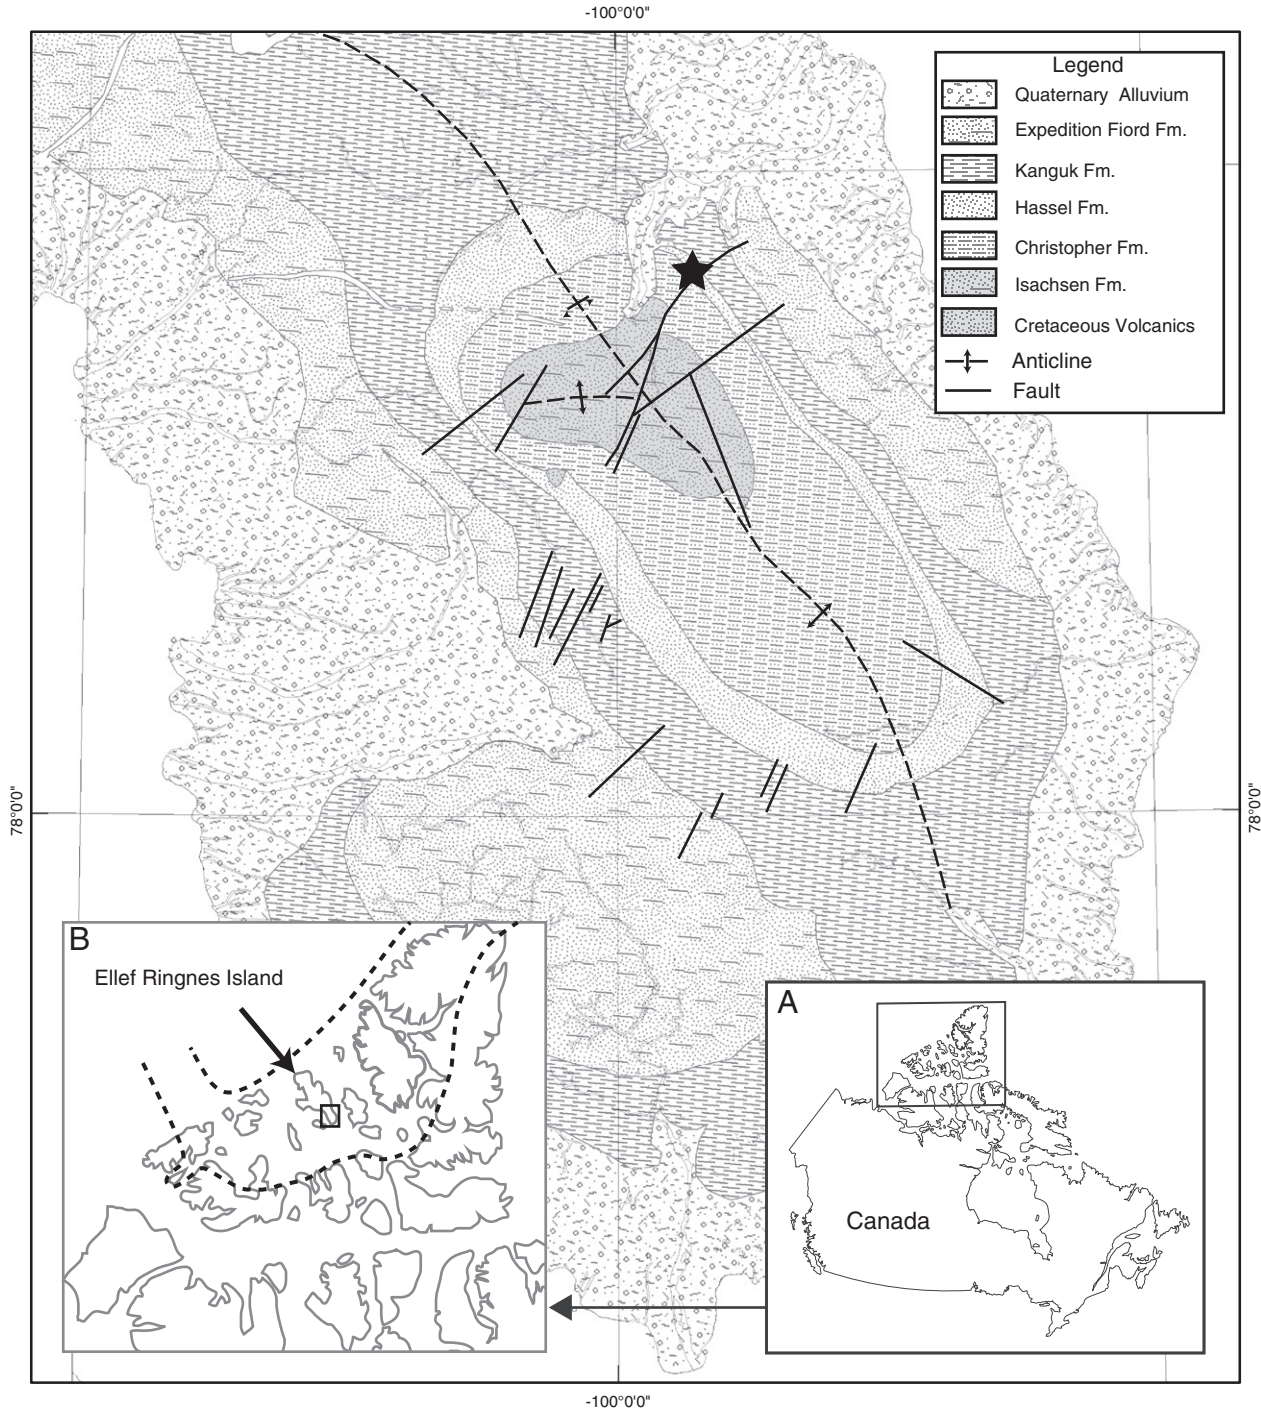 -100°0'0"
Legend
Quaternary Alluvium
Expedition Fiord Fm.
Kanguk Fm.
Hassel Fm.
Christopher Fm.
Isachsen Fm.
Cretaceous Volcanics
Anticline
Fault
78°0'0"
78°0'0"
B
Ellef Ringnes Island
A
Canada
-100°0'0"